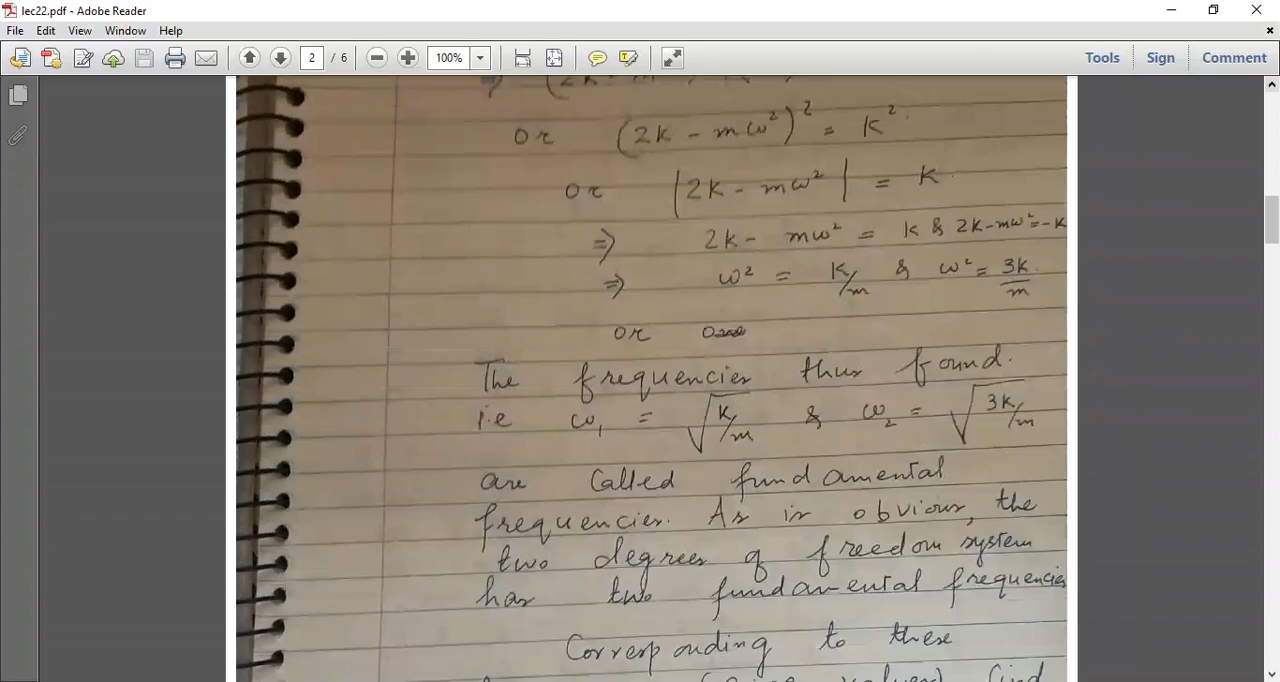 lec22.pdf - Adobe Reader
File Edit View Window Help
2 / 6 100% Tools Sign Comment
or (2k - mω²)² = k²
or |2k - mω²| = k
⇒ 2k - mω² = k & 2k-mω²=-k
⇒ ω² = k/m & ω² = 3k/m
or
The frequencies thus found.
i.e ω₁ = √k/m & ω₂ = √3k/m
are called fundamental
frequencies. As is obvious, the
two degrees of freedom system
has two fundamental frequencies
Corresponding to these